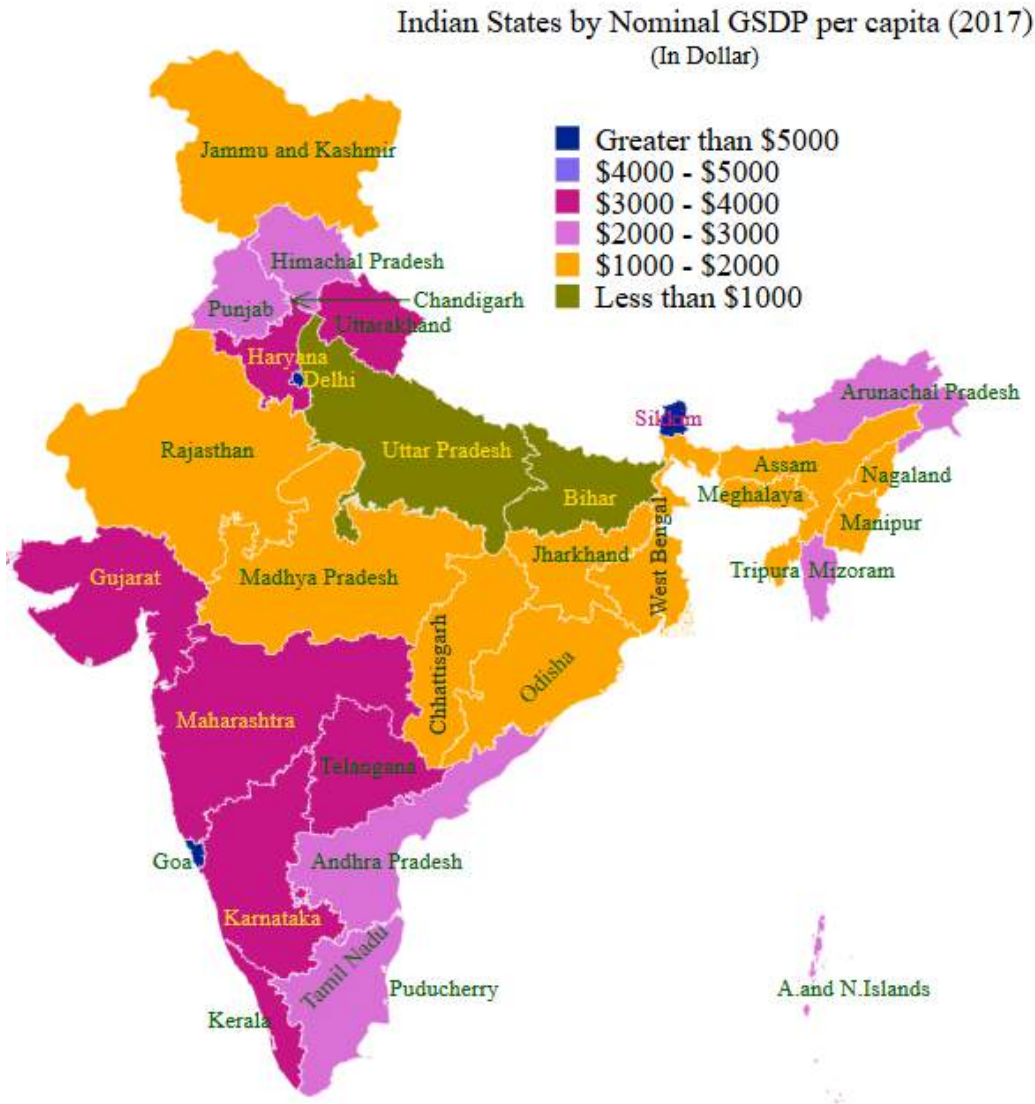 Indian States by Nominal GSDP per capita (2017)
(In Dollar)
Greater than $5000
$4000 - $5000
$3000 - $4000
$2000 - $3000
$1000 - $2000
Less than $1000
Jammu and Kashmir
Himachal Pradesh
Punjab
Chandigarh
Uttarakhand
Haryana
Delhi
Arunachal Pradesh
Sikkim
Rajasthan
Uttar Pradesh
Assam
Nagaland
Bihar
Meghalaya
Manipur
Gujarat
Madhya Pradesh
Jharkhand
West Bengal
Tripura
Mizoram
Chhattisgarh
Odisha
Maharashtra
Telangana
Goa
Andhra Pradesh
Karnataka
Tamil Nadu
Puducherry
A.and N.Islands
Kerala